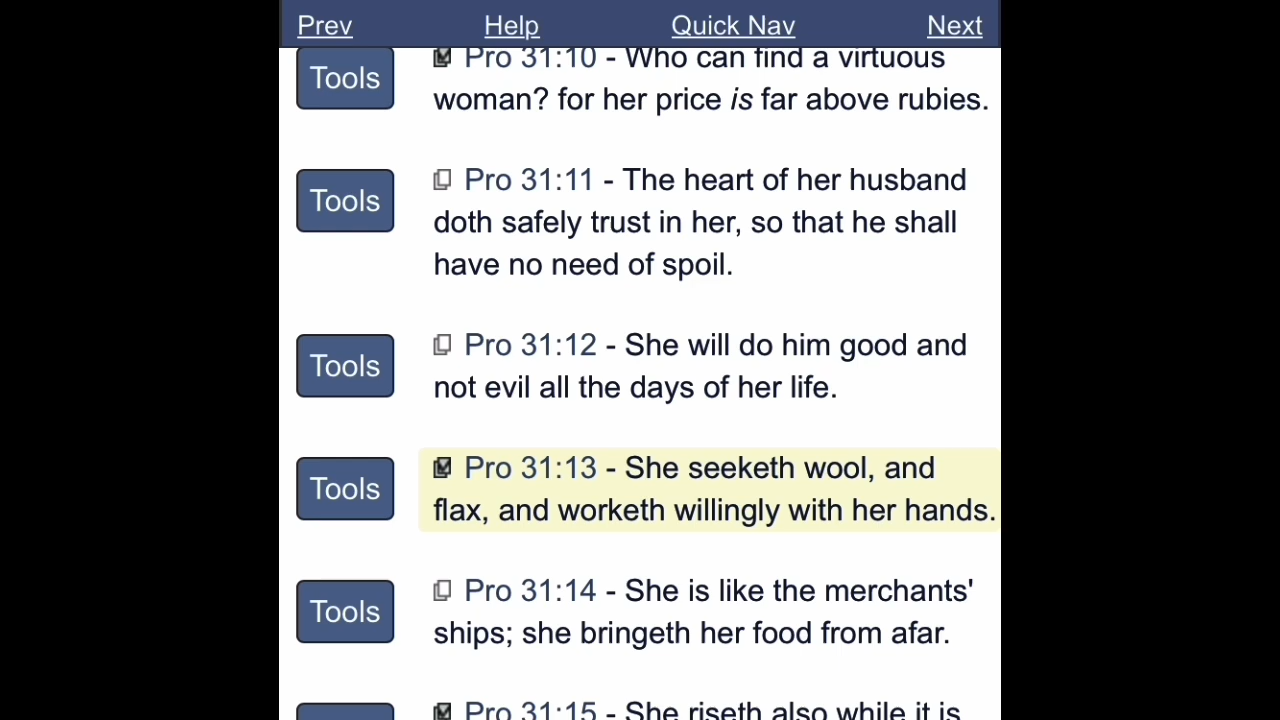 Prev Help Quick Nav Next
Tools
Pro 31:10 - Who can find a virtuous
woman? for her price is far above rubies.
Tools
Pro 31:11 - The heart of her husband
doth safely trust in her, so that he shall
have no need of spoil.
Tools
Pro 31:12 - She will do him good and
not evil all the days of her life.
Tools
Pro 31:13 - She seeketh wool, and
flax, and worketh willingly with her hands.
Tools
Pro 31:14 - She is like the merchants'
ships; she bringeth her food from afar.
Pro 31:15 - She riseth also while it is